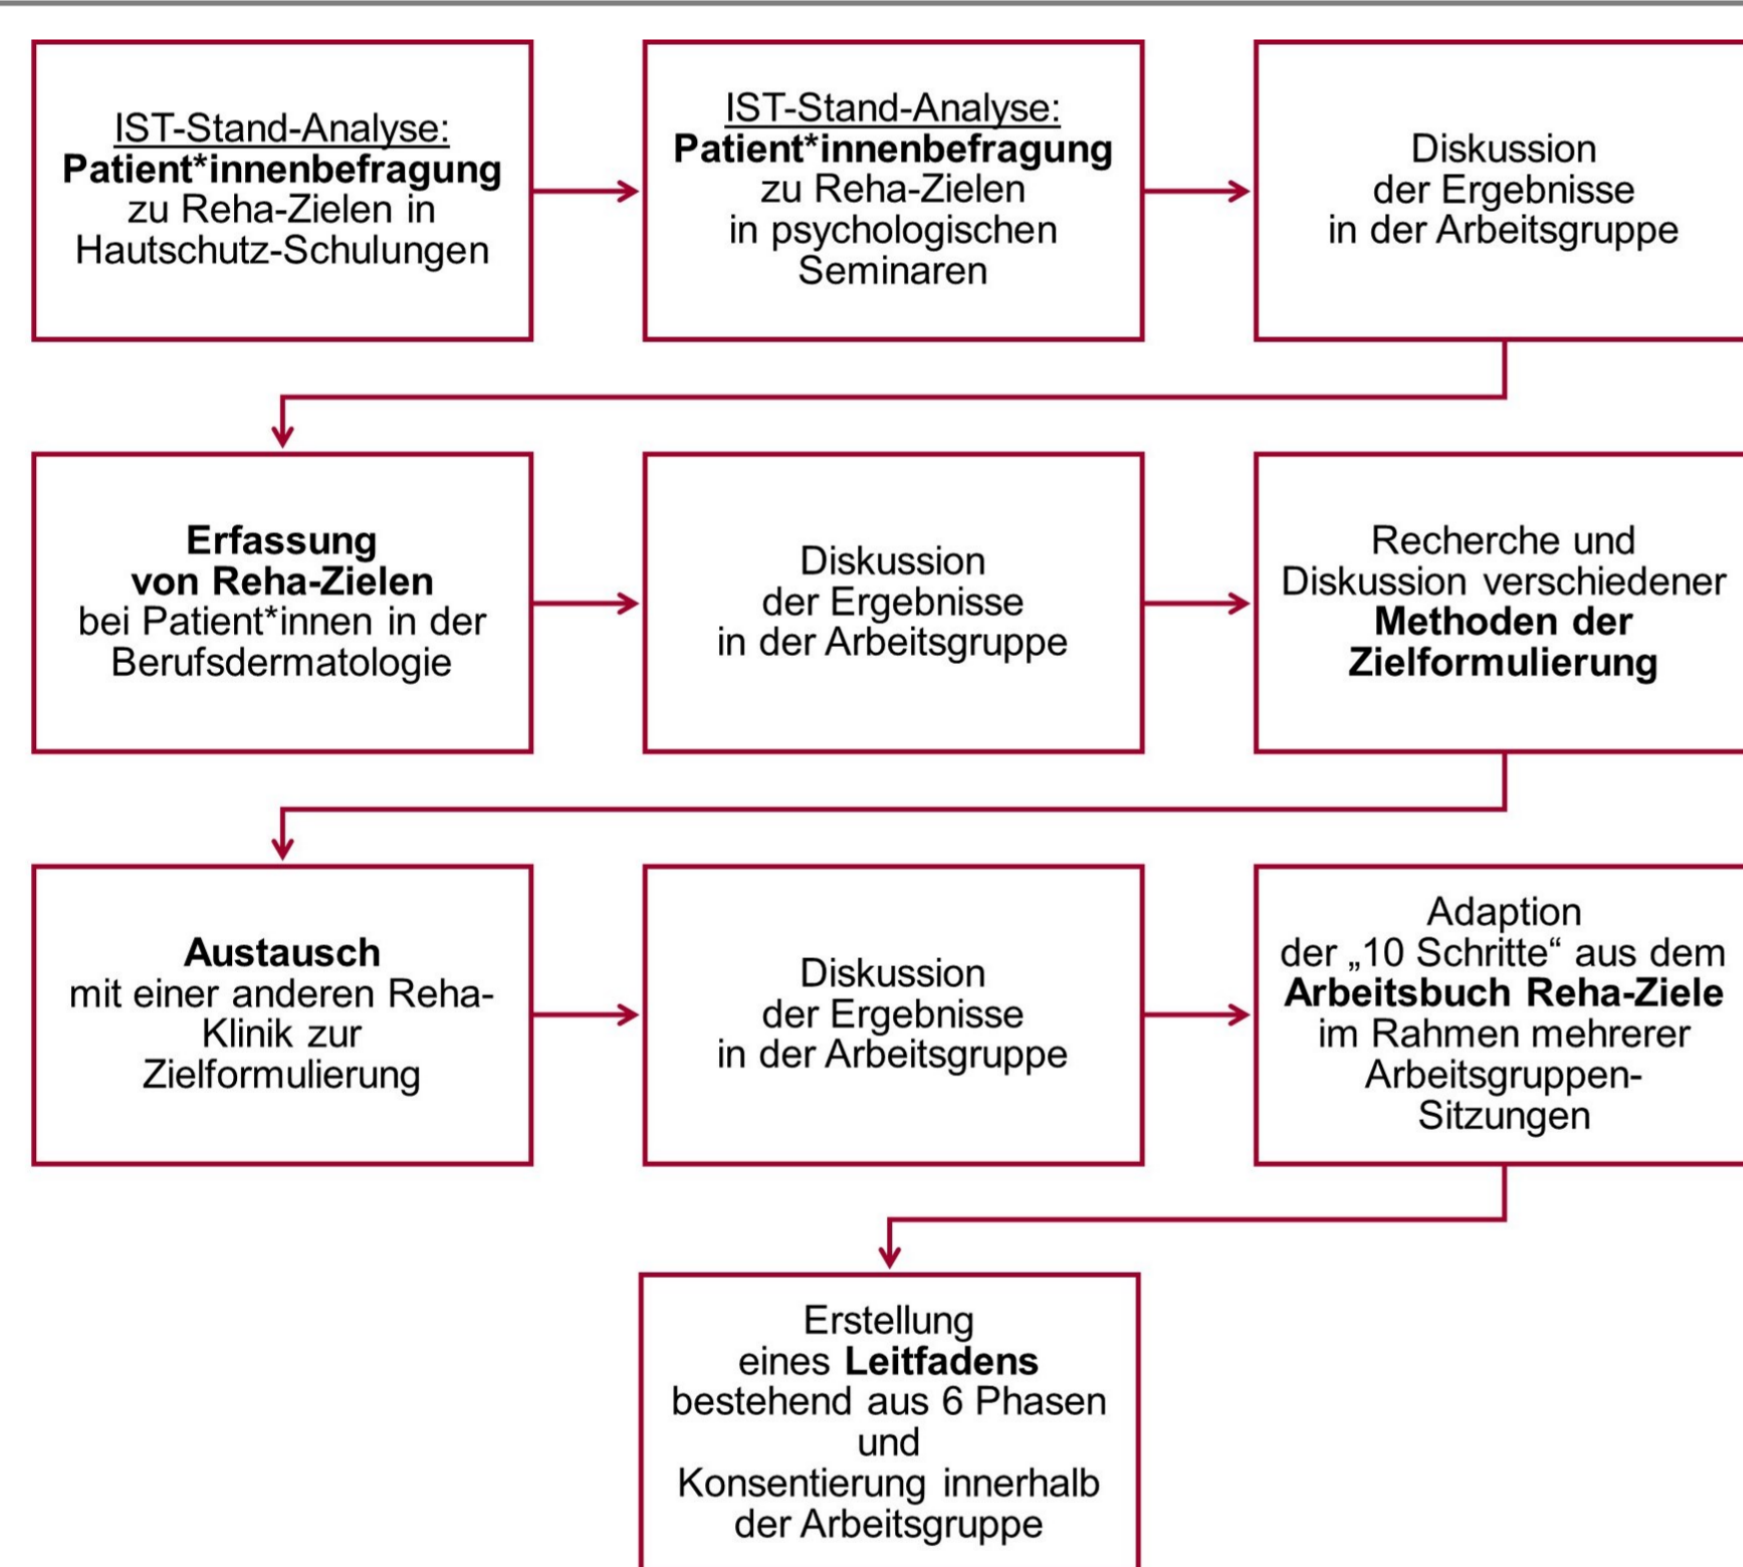 IST-Stand-Analyse:
Patient*innenbefragung
zu Reha-Zielen in
Hautschutz-Schulungen
IST-Stand-Analyse:
Patient*innenbefragung
zu Reha-Zielen
in psychologischen
Seminaren
Diskussion
der Ergebnisse
in der Arbeitsgruppe
Erfassung
von Reha-Zielen
bei Patient*innen in der
Berufsdermatologie
Diskussion
der Ergebnisse
in der Arbeitsgruppe
Recherche und
Diskussion verschiedener
Methoden der
Zielformulierung
Austausch
mit einer anderen Reha-
Klinik zur
Zielformulierung
Diskussion
der Ergebnisse
in der Arbeitsgruppe
Adaption
der „10 Schritte“ aus dem
Arbeitsbuch Reha-Ziele
im Rahmen mehrerer
Arbeitsgruppen-
Sitzungen
Erstellung
eines Leitfadens
bestehend aus 6 Phasen
und
Konsentierung innerhalb
der Arbeitsgruppe